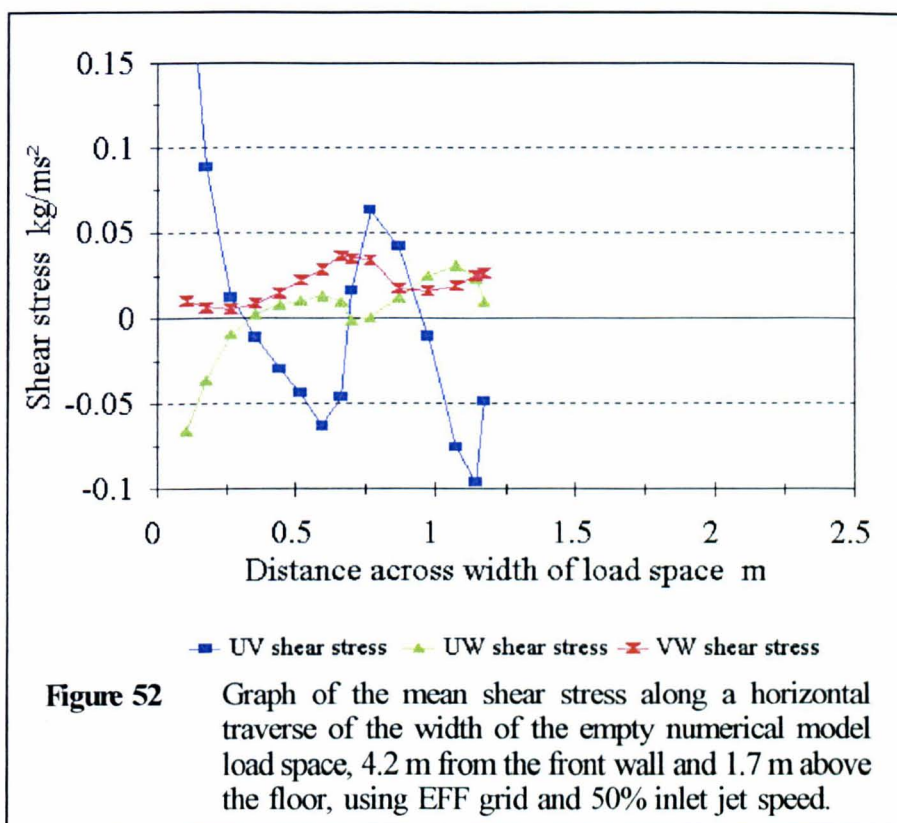 0.15
0.1
0.05
0
-0.05
-0.1
Shear stress kg/ms²
0 0.5 1 1.5 2 2.5
Distance across width of load space m
UV shear stress UW shear stress VW shear stress
Figure 52 Graph of the mean shear stress along a horizontal
traverse of the width of the empty numerical model
load space, 4.2 m from the front wall and 1.7 m above
the floor, using EFF grid and 50% inlet jet speed.